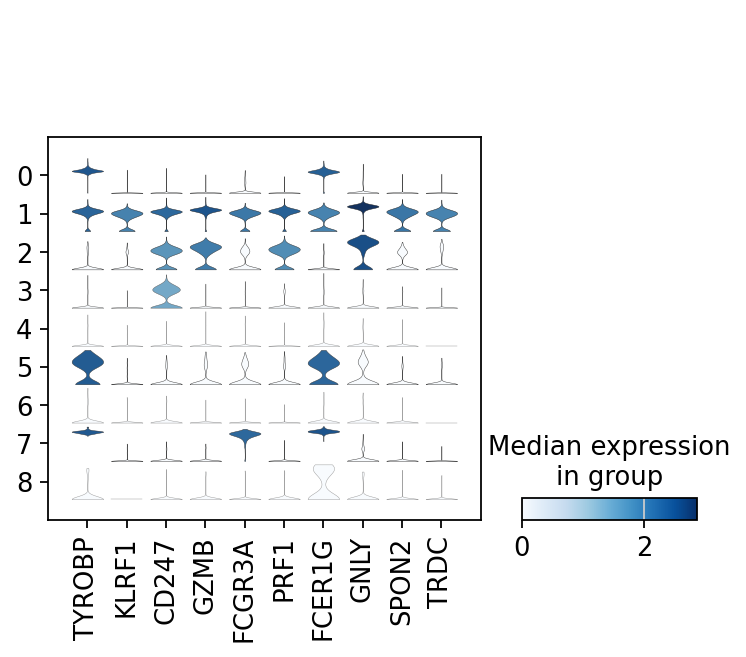 0
1
2
3
4
5
6
7
8
TYROBP
KLRF1
CD247
GZMB
FCGR3A
PRF1
FCER1G
GNLY
SPON2
TRDC
Median expression
in group
0 2